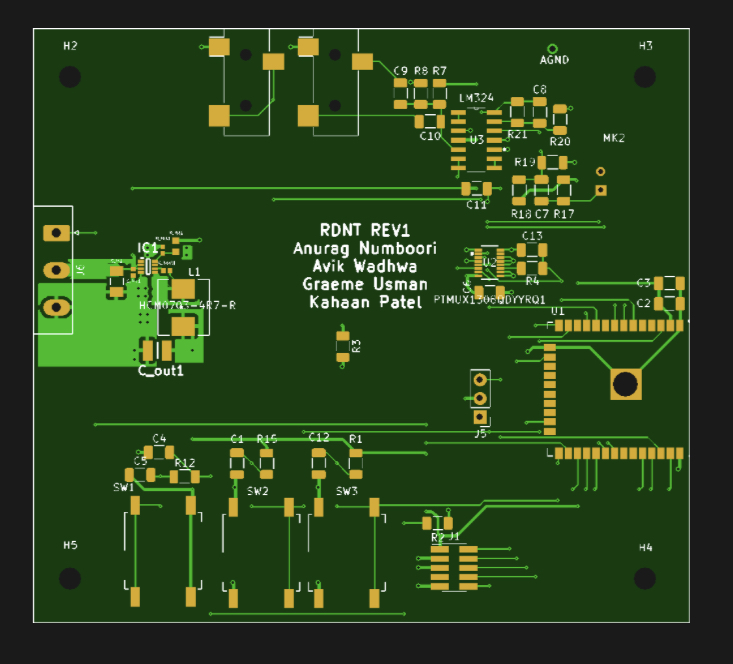 H2
H3
AGND
C9 R8 R7
LM324
C8
C10
U3
R21
R20
MK2
R19
C11
R18 C7 R17
RDNT REV1
Anurag Numboori
Avik Wadhwa
Graeme Usman
Kahaan Patel
IC1
J6
L1
HCM0703-4R7-R
C_out1
C13
U2
R4
C6
PTMUX1308QDYYRQ1
C3
C2
U1
R3
J5
C4
C5
R12
SW1
C1 R15
SW2
C12 R1
SW3
R2 J1
H5
H4